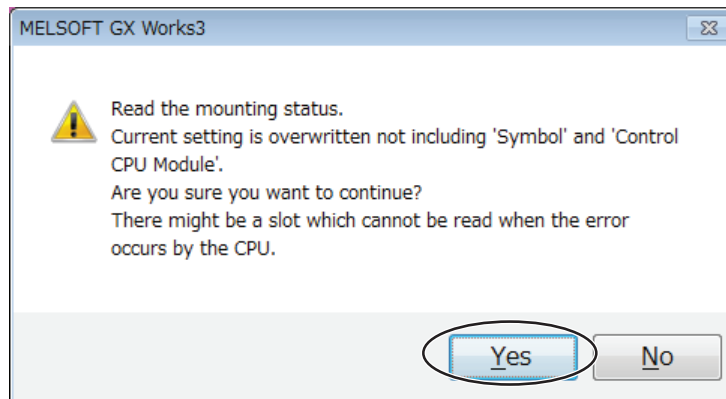 MELSOFT GX Works3
Read the mounting status.
Current setting is overwritten not including 'Symbol' and 'Control
CPU Module'.
Are you sure you want to continue?
There might be a slot which cannot be read when the error
occurs by the CPU.
Yes
No